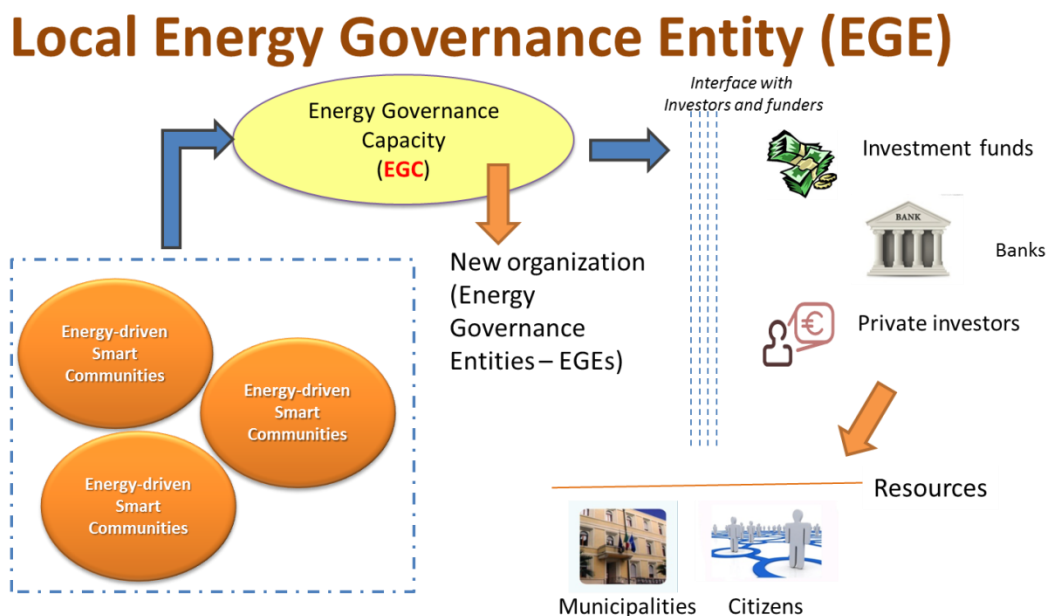 Local Energy Governance Entity (EGE)
Interface with
Investors and funders
Energy Governance
Capacity
(EGC)
Investment funds
BANK
Banks
New organization
(Energy
Governance
Entities – EGEs)
€
Private investors
Energy-driven
Smart
Communities
Energy-driven
Smart
Communities
Energy-driven
Smart
Communities
Resources
Municipalities
Citizens